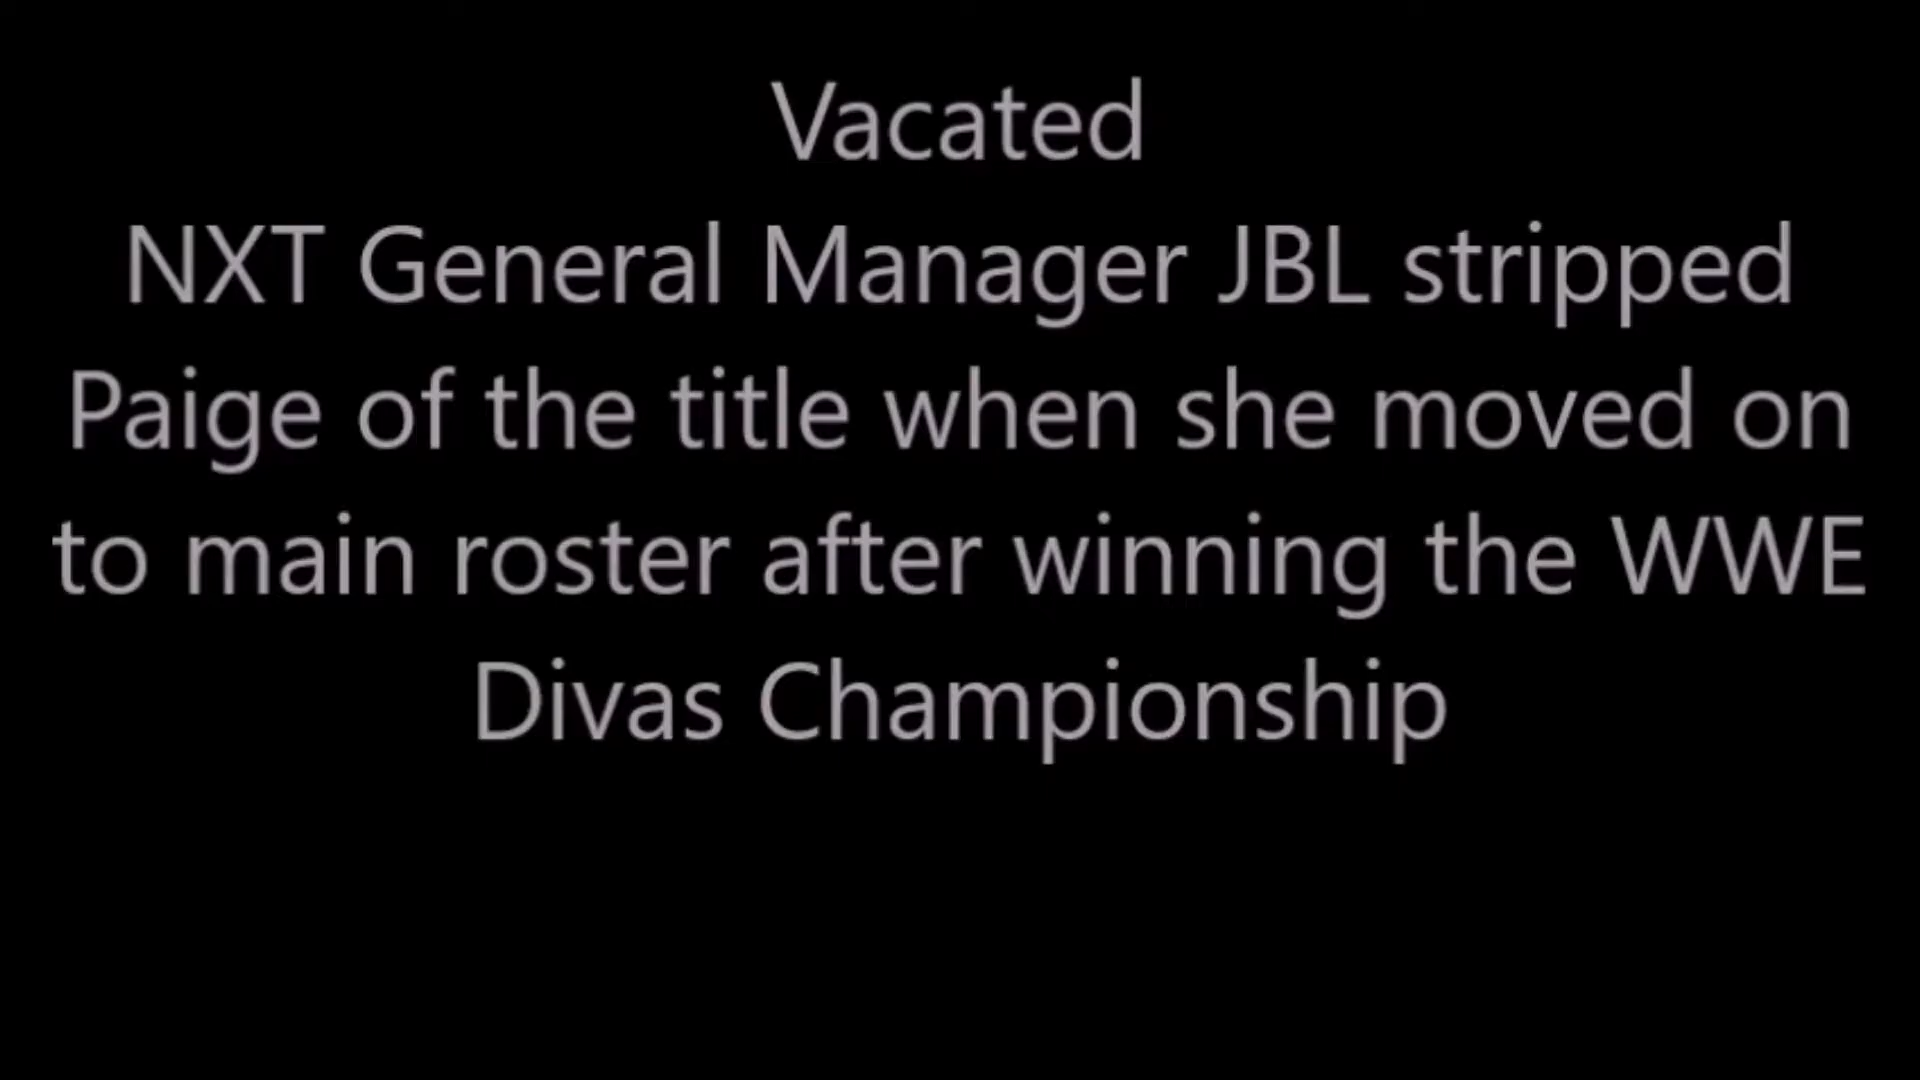 Vacated
NXT General Manager JBL stripped
Paige of the title when she moved on
to main roster after winning the WWE
Divas Championship